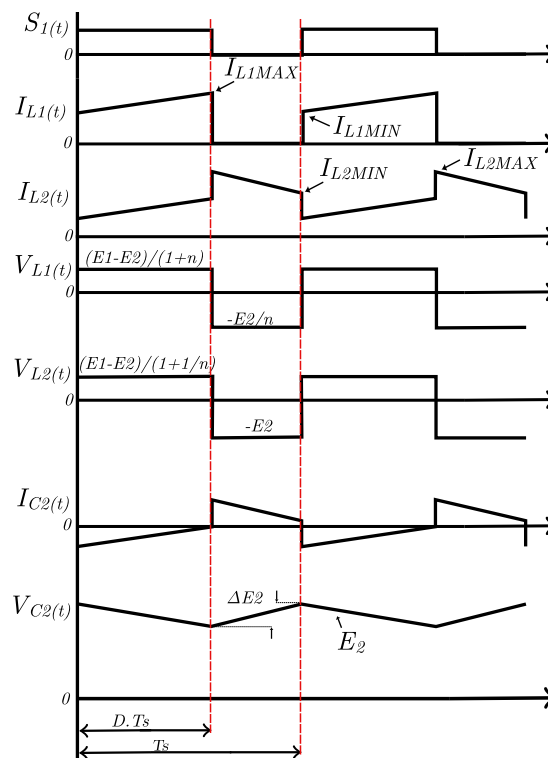 S1(t)
0
IL1MAX
IL1(t)
IL1MIN
0
IL2MAX
IL2MIN
IL2(t)
0
(E1-E2)/(1+n)
VL1(t)
0
-E2/n
(E1-E2)/(1+1/n)
VL2(t)
0
-E2
IC2(t)
0
ΔE2
VC2(t)
E2
0
D.Ts
Ts